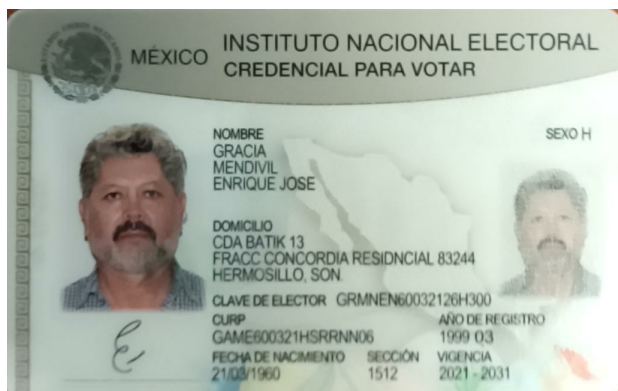 MÉXICO
INSTITUTO NACIONAL ELECTORAL
CREDENCIAL PARA VOTAR
NOMBRE
SEXO H
GRACIA
MENDIVIL
ENRIQUE JOSE
DOMICILIO
CDA BATIK 13
FRACC CONCORDIA RESIDNCIAL 83244
HERMOSILLO, SON.
CLAVE DE ELECTOR GRMNEN60032126H300
CURP
AÑO DE REGISTRO
GAME600321HSRRNN06
1999 03
FECHA DE NACIMIENTO SECCIÓN VIGENCIA
21/03/1960 1512 2021 - 2031